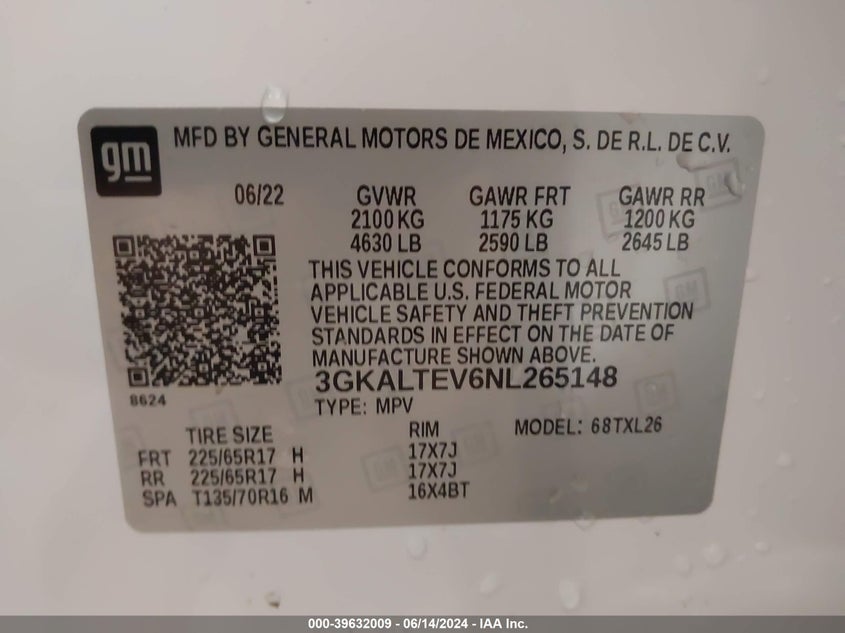 gm
MFD BY GENERAL MOTORS DE MEXICO, S. DE R.L. DE C.V.
06/22 GVWR GAWR FRT GAWR RR
2100 KG 1175 KG 1200 KG
4630 LB 2590 LB 2645 LB
THIS VEHICLE CONFORMS TO ALL
APPLICABLE U.S. FEDERAL MOTOR
VEHICLE SAFETY AND THEFT PREVENTION
STANDARDS IN EFFECT ON THE DATE OF
MANUFACTURE SHOWN ABOVE.
3GKALTEV6NL265148
8624
TYPE: MPV
TIRE SIZE RIM MODEL: 68TXL26
FRT 225/65R17 H 17X7J
RR 225/65R17 H 17X7J
SPA T135/70R16 M 16X4BT
000-39632009 - 06/14/2024 - IAA Inc.